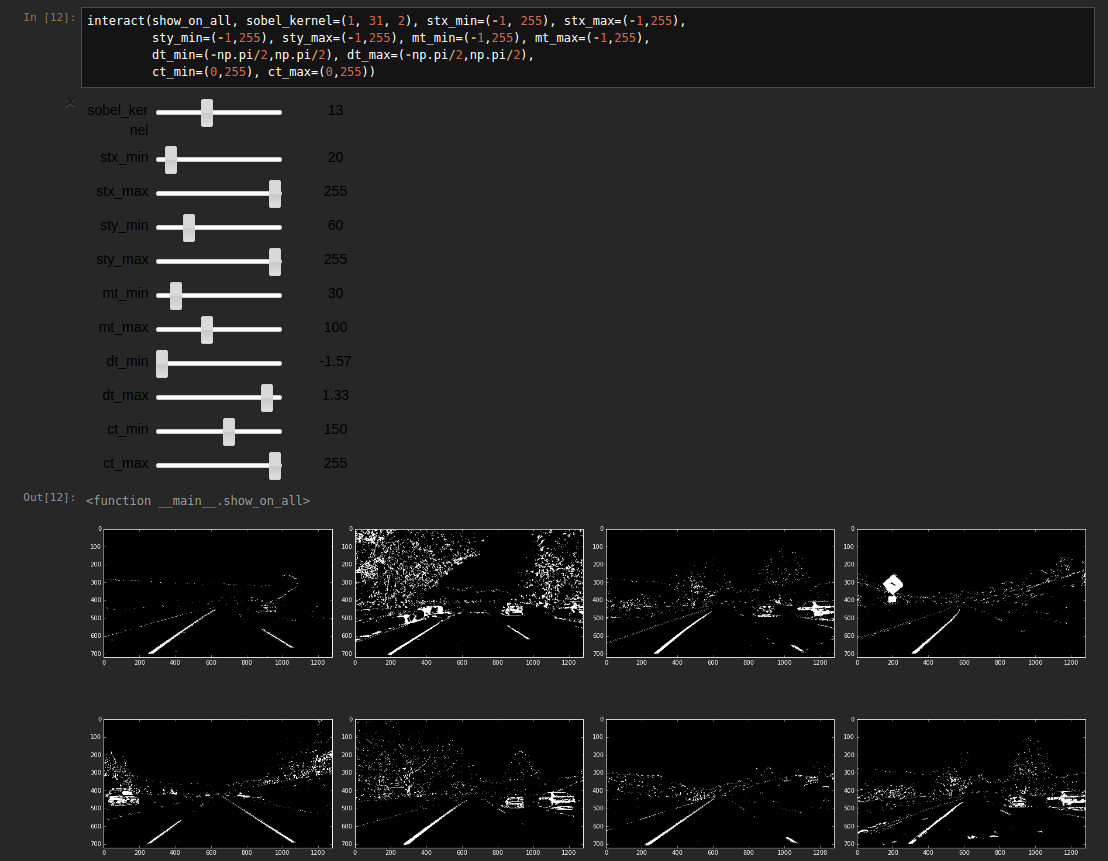 In [12]: interact(show_on_all, sobel_kernel=(1, 31, 2), stx_min=(-1, 255), stx_max=(-1,255),
sty_min=(-1,255), sty_max=(-1,255), mt_min=(-1,255), mt_max=(-1,255),
dt_min=(-np.pi/2,np.pi/2), dt_max=(-np.pi/2,np.pi/2),
ct_min=(0,255), ct_max=(0,255))
sobel_ker 13
nel
stx_min 20
stx_max 255
sty_min 60
sty_max 255
mt_min 30
mt_max 100
dt_min -1.57
dt_max 1.33
ct_min 150
ct_max 255
Out[12]: <function __main__.show_on_all>
0 0 0 0
100 100 100 100
200 200 200 200
300 300 300 300
400 400 400 400
500 500 500 500
600 600 600 600
700 700 700 700
0 200 400 600 800 1000 1200 0 200 400 600 800 1000 1200 0 200 400 600 800 1000 1200 0 200 400 600 800 1000 1200
0 0 0 0
100 100 100 100
200 200 200 200
300 300 300 300
400 400 400 400
500 500 500 500
600 600 600 600
700 700 700 700
0 200 400 600 800 1000 1200 0 200 400 600 800 1000 1200 0 200 400 600 800 1000 1200 0 200 400 600 800 1000 1200